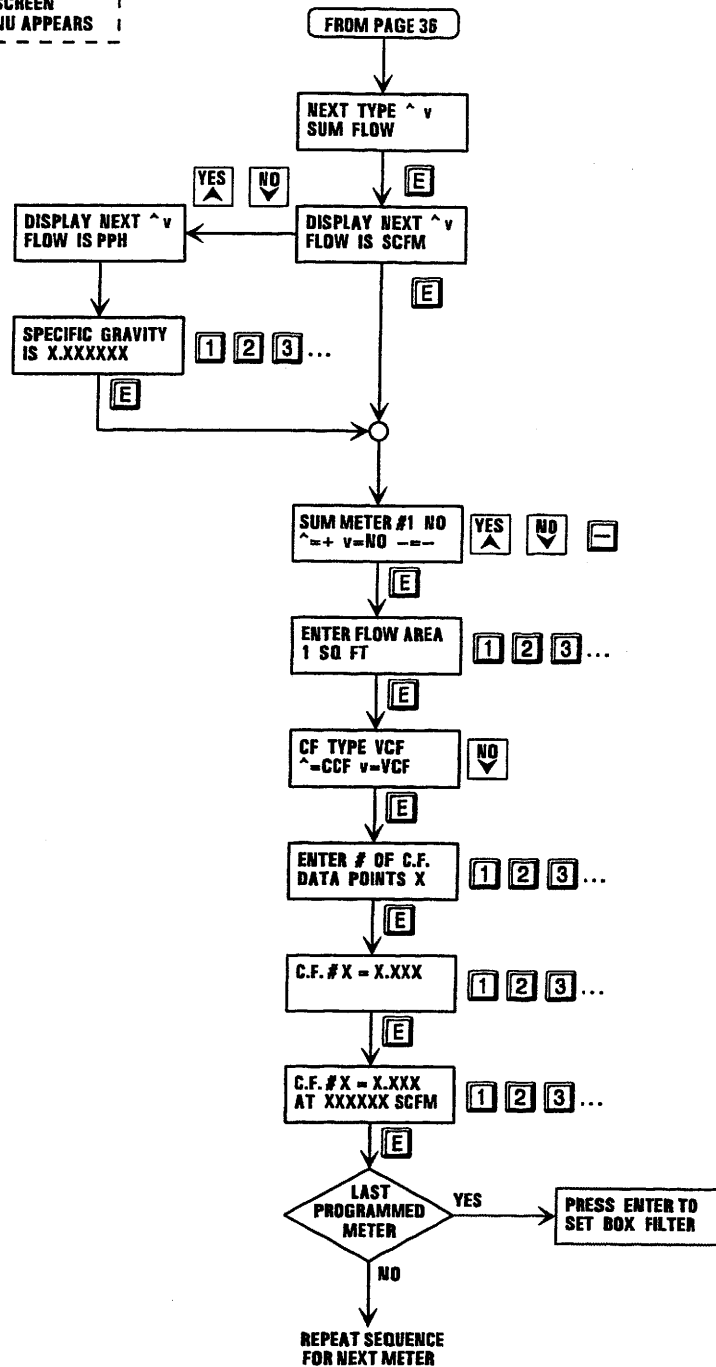 SCREEN
NU APPEARS
FROM PAGE 36
NEXT TYPE ^ v
SUM FLOW
E
YES NO
DISPLAY NEXT ^ v
FLOW IS PPH
DISPLAY NEXT ^ v
FLOW IS SCFM
E
SPECIFIC GRAVITY
IS X.XXXXXX
1 2 3 ...
E
SUM METER #1 NO
^=+ v=NO -=-
YES NO -
E
ENTER FLOW AREA
1 SQ FT
1 2 3 ...
E
CF TYPE VCF
^=CCF v=VCF
NO
E
ENTER # OF C.F.
DATA POINTS X
1 2 3 ...
E
C.F. # X = X.XXX
1 2 3 ...
E
C.F. # X = X.XXX
AT XXXXXX SCFM
1 2 3 ...
E
LAST
PROGRAMMED
METER
YES
PRESS ENTER TO
SET BOX FILTER
NO
REPEAT SEQUENCE
FOR NEXT METER